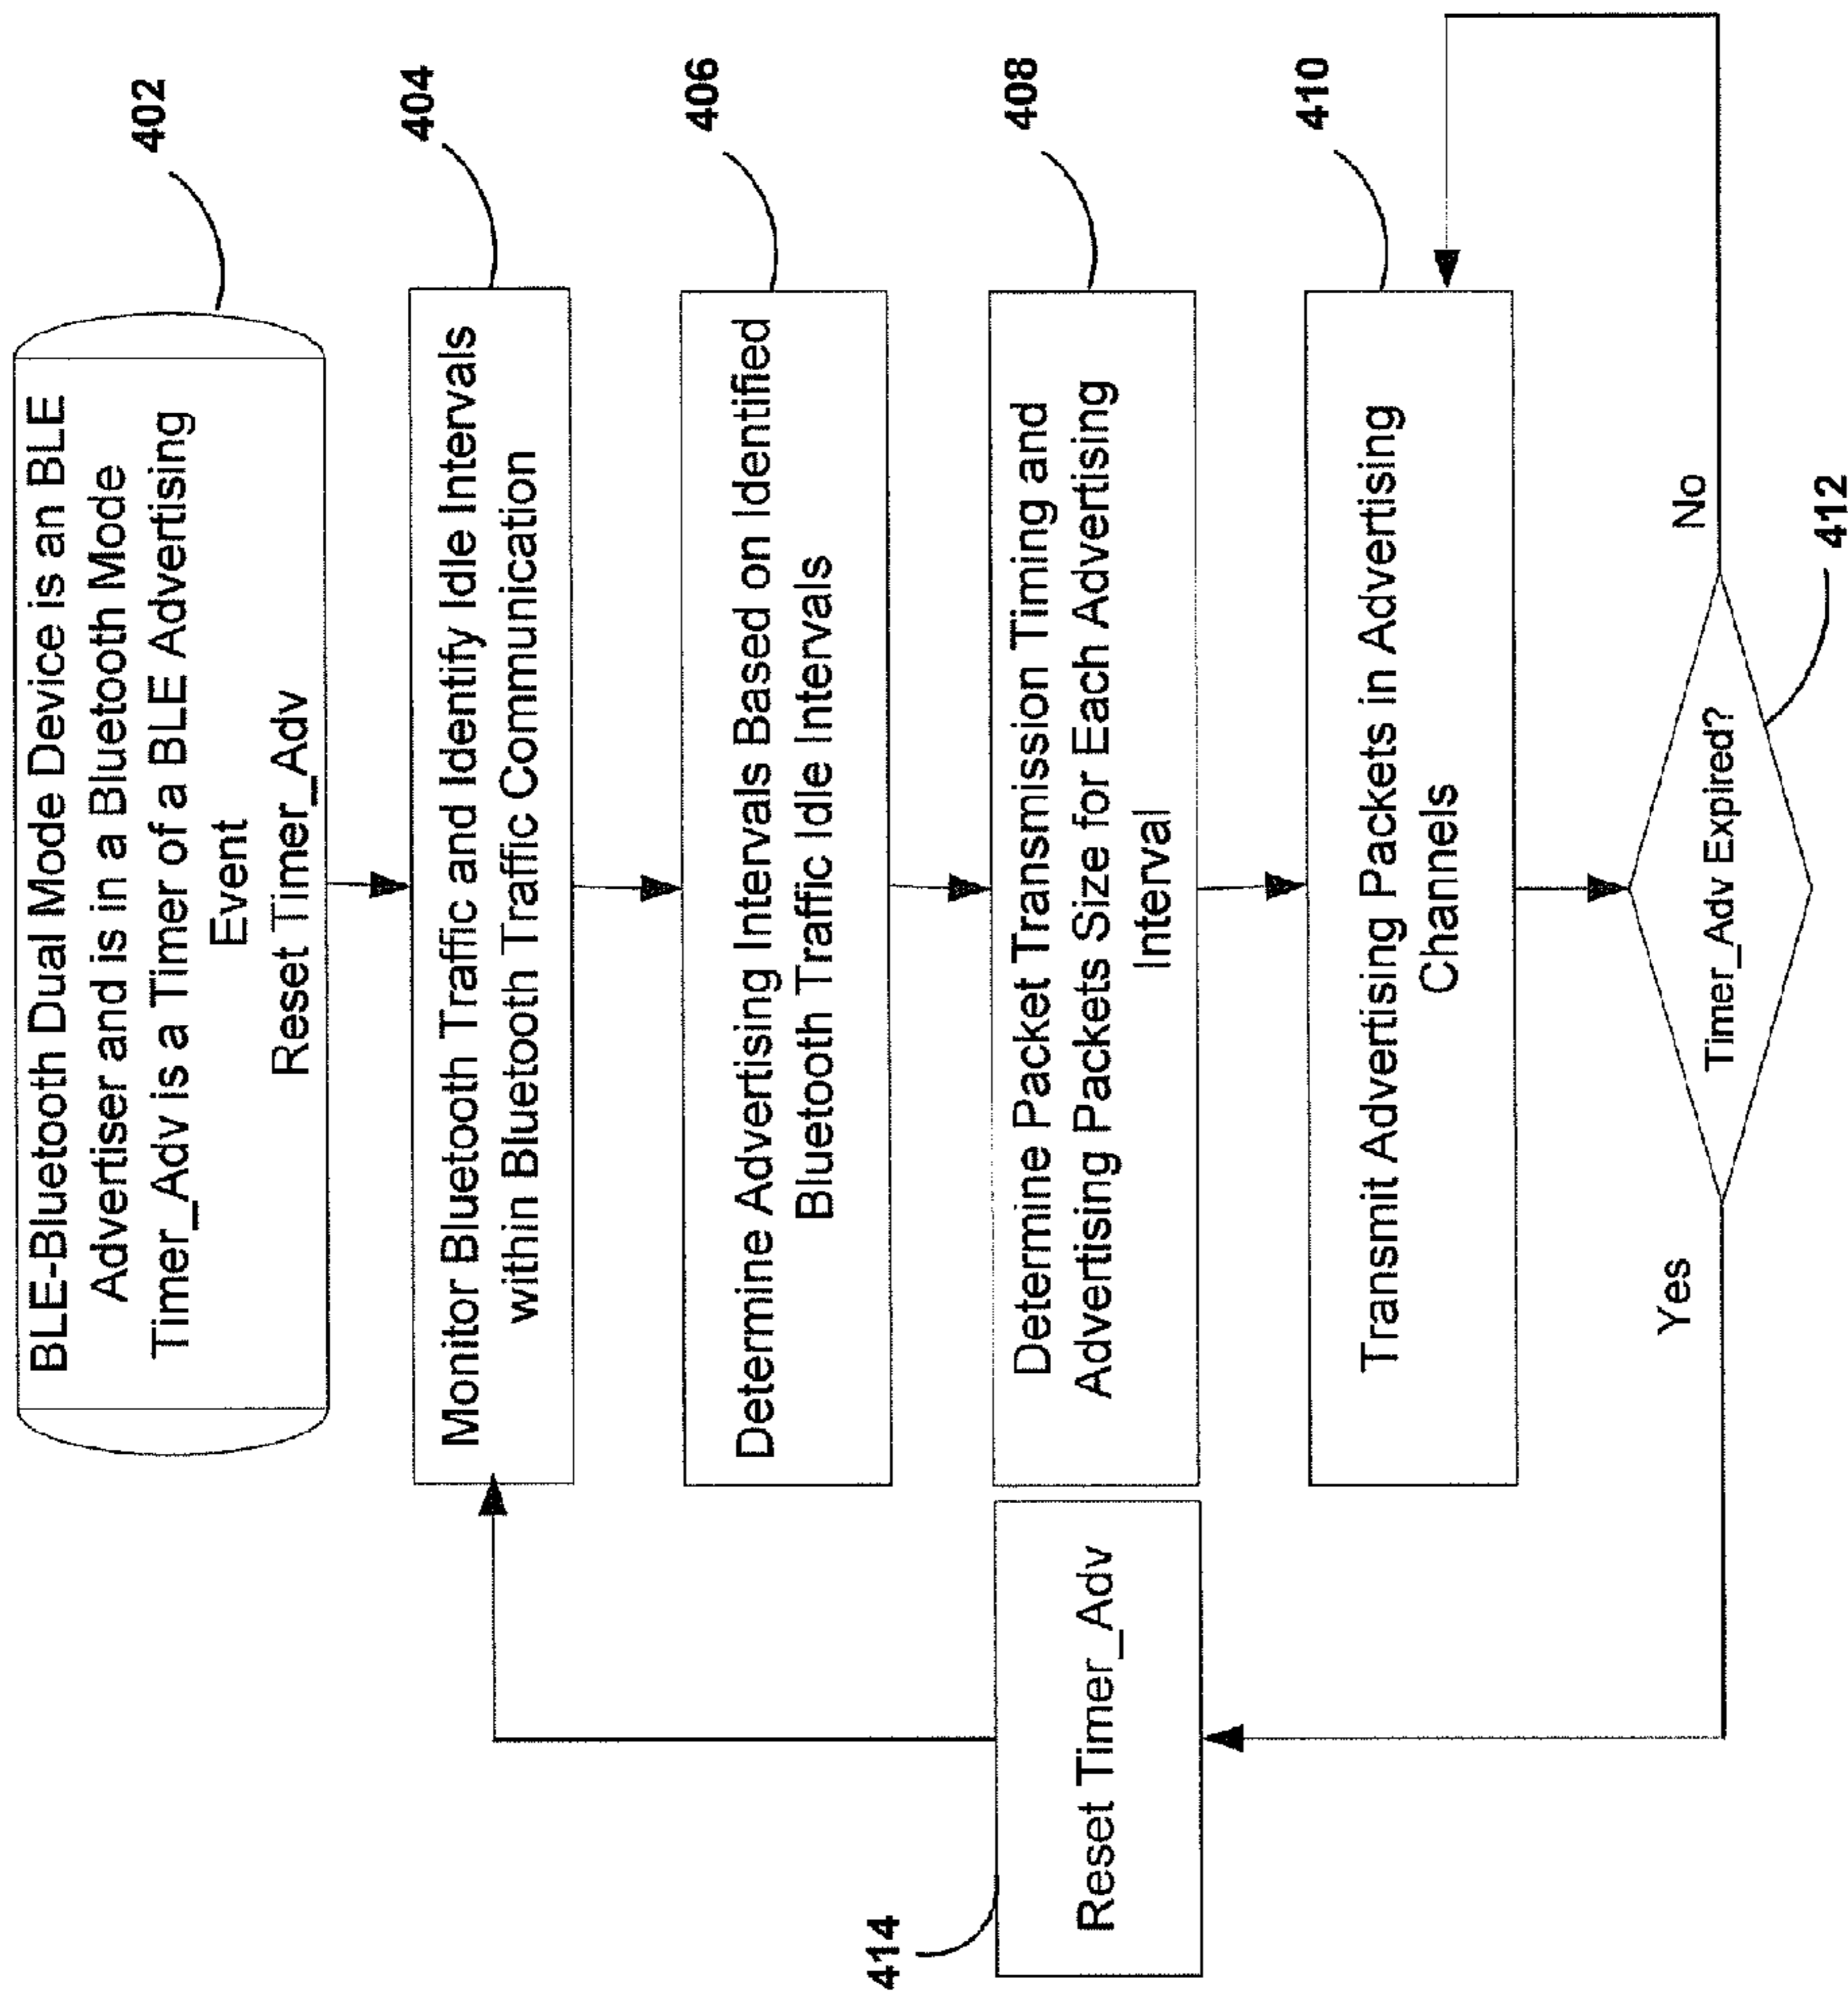 BLE-Bluetooth Dual Mode Device is an BLE
Advertiser and is in a Bluetooth Mode
Timer_Adv is a Timer of a BLE Advertising
Event
Reset Timer_Adv
402
Monitor Bluetooth Traffic and Identify Idle Intervals
within Bluetooth Traffic Communication
404
Determine Advertising Intervals Based on Identified
Bluetooth Traffic Idle Intervals
406
Determine Packet Transmission Timing and
Advertising Packets Size for Each Advertising
Interval
408
Transmit Advertising Packets in Advertising
Channels
410
Timer_Adv Expired?
412
Yes
No
Reset Timer_Adv
414